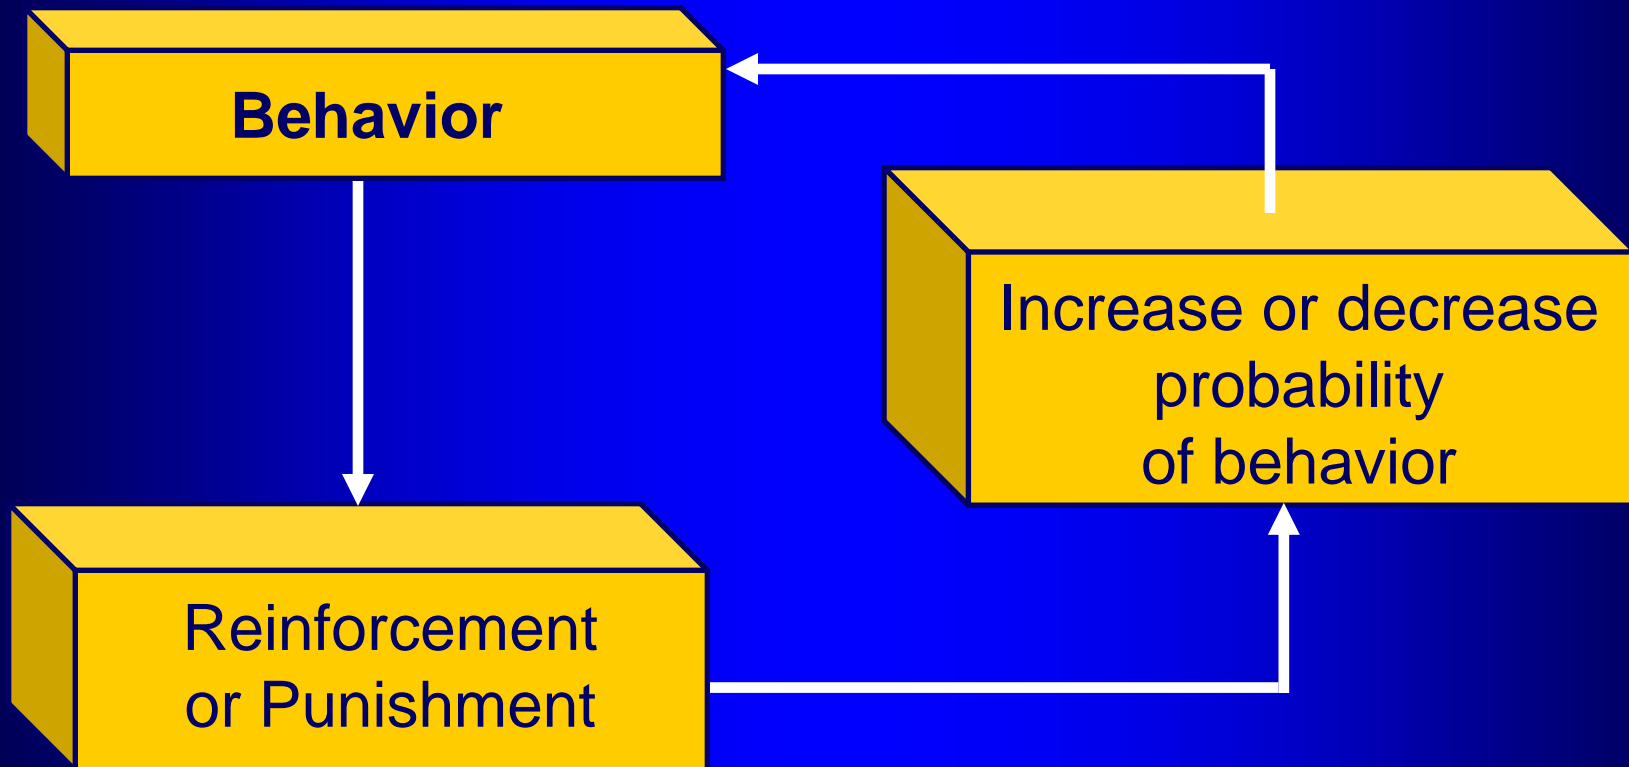 Behavior
Increase or decrease
probability
of behavior
Reinforcement
or Punishment